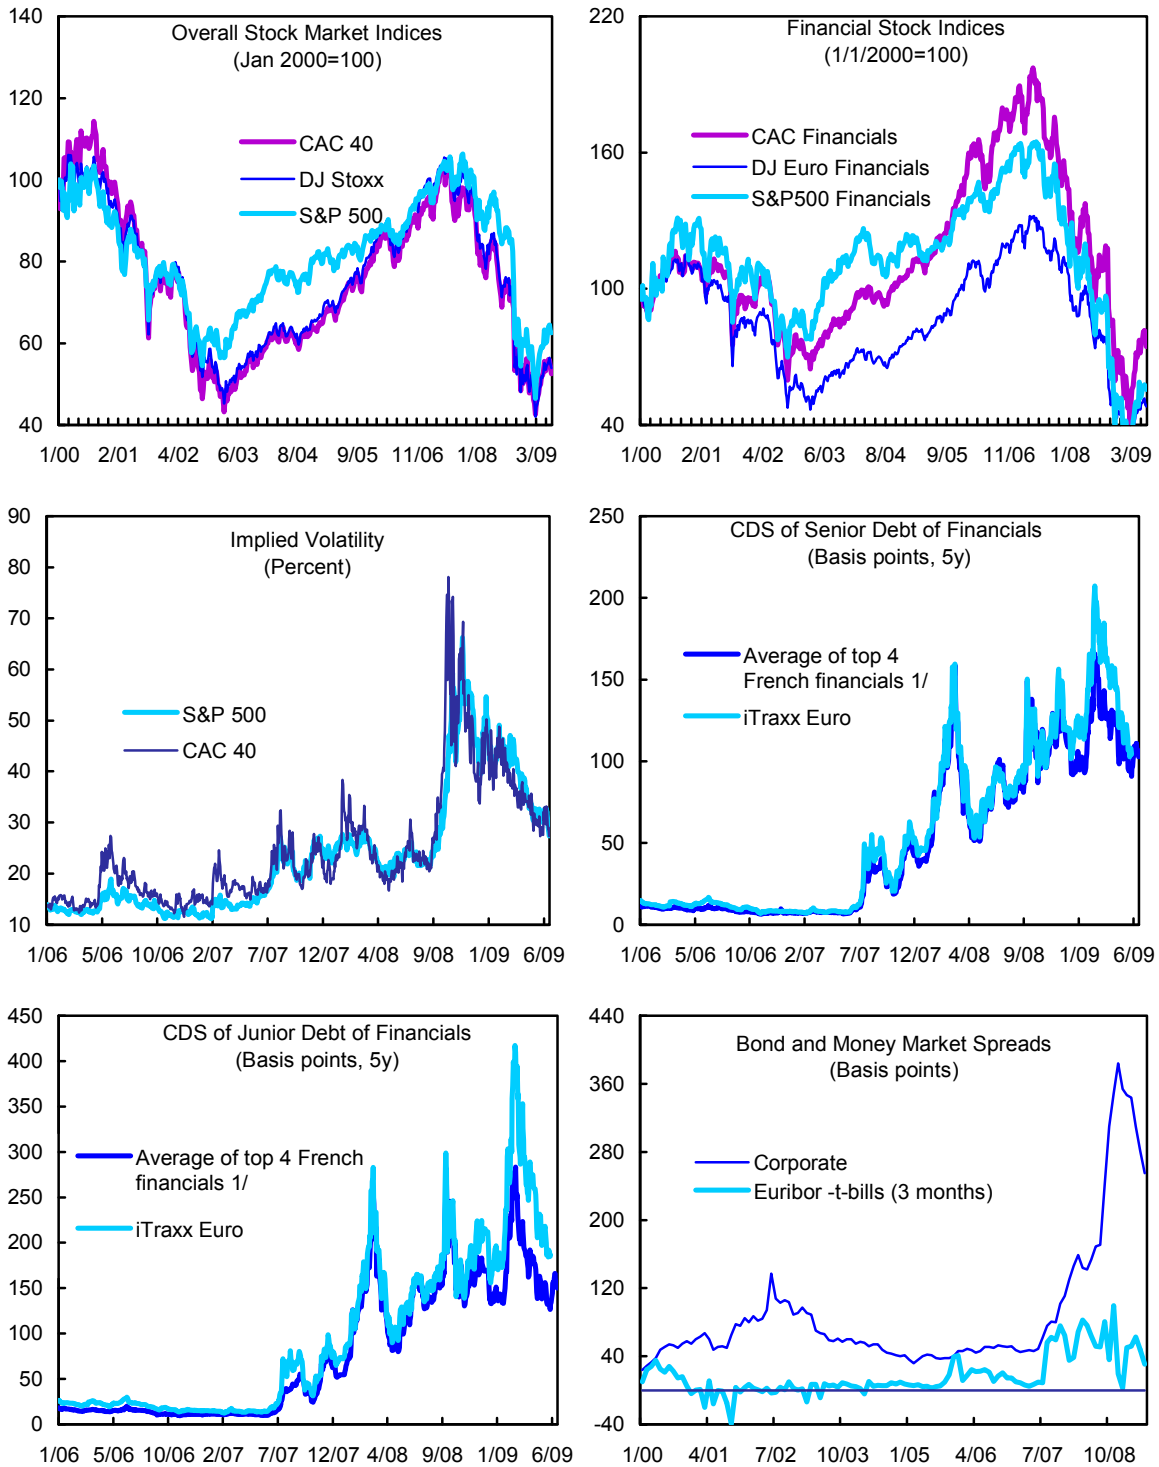 Overall Stock Market Indices
(Jan 2000=100)
140
120
100
80
60
40
CAC 40
DJ Stoxx
S&P 500
1/00 2/01 4/02 6/03 8/04 9/05 11/06 1/08 3/09
Financial Stock Indices
(1/1/2000=100)
220
160
100
40
CAC Financials
DJ Euro Financials
S&P500 Financials
1/00 2/01 4/02 6/03 8/04 9/05 11/06 1/08 3/09
Implied Volatility
(Percent)
90
80
70
60
50
40
30
20
10
S&P 500
CAC 40
1/06 5/06 10/06 2/07 7/07 12/07 4/08 9/08 1/09 6/09
CDS of Senior Debt of Financials
(Basis points, 5y)
250
200
150
100
50
0
Average of top 4
French financials 1/
iTraxx Euro
1/06 5/06 10/06 2/07 7/07 12/07 4/08 9/08 1/09 6/09
CDS of Junior Debt of Financials
(Basis points, 5y)
450
400
350
300
250
200
150
100
50
0
Average of top 4 French
financials 1/
iTraxx Euro
1/06 5/06 10/06 2/07 7/07 12/07 4/08 9/08 1/09 6/09
Bond and Money Market Spreads
(Basis points)
440
360
280
200
120
40
-40
Corporate
Euribor -t-bills (3 months)
1/00 4/01 7/02 10/03 1/05 4/06 7/07 10/08